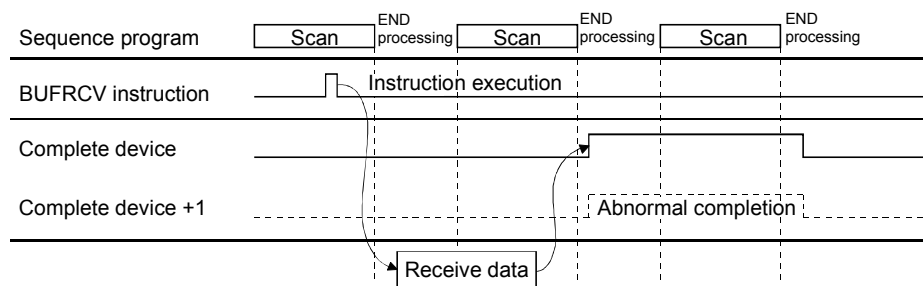 Sequence program
Scan
END
processing
Scan
END
processing
Scan
END
processing
BUFRCV instruction
Instruction execution
Complete device
Complete device +1
Abnormal completion
Receive data